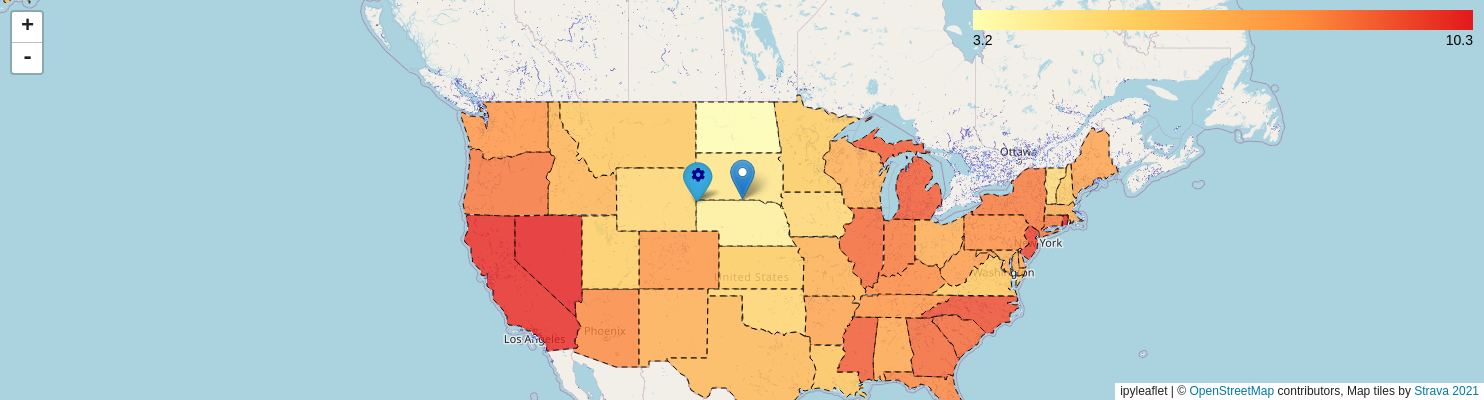 +
-
3.2 10.3
Ottawa
New York
Washington
United States
Phoenix
Los Angeles
ipyleaflet | © OpenStreetMap contributors, Map tiles by Strava 2021